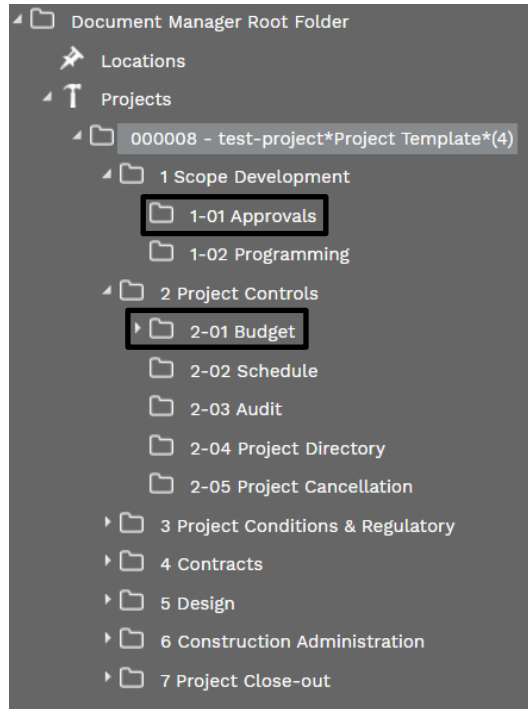 Document Manager Root Folder
Locations
Projects
000008 - test-project*Project Template*(4)
1 Scope Development
1-01 Approvals
1-02 Programming
2 Project Controls
2-01 Budget
2-02 Schedule
2-03 Audit
2-04 Project Directory
2-05 Project Cancellation
3 Project Conditions & Regulatory
4 Contracts
5 Design
6 Construction Administration
7 Project Close-out